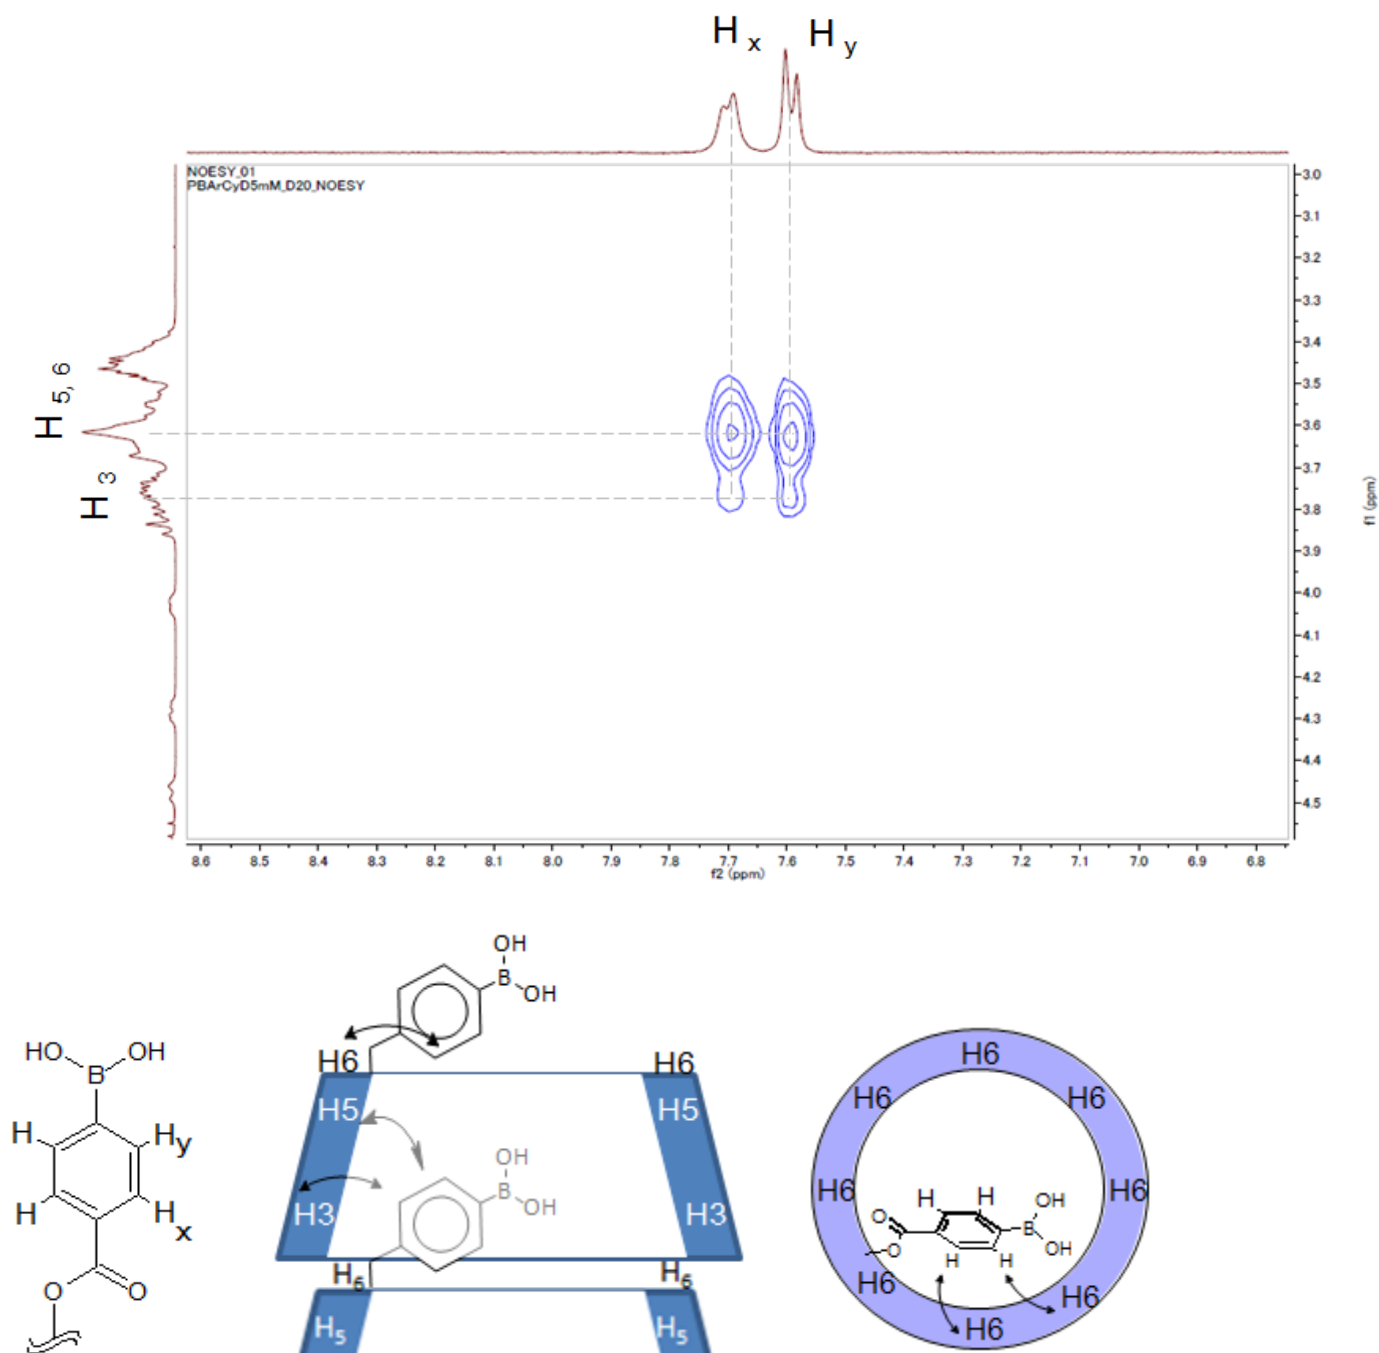 H x H y
NOESY_01
PBArCyD5mM_D20_NOESY
3.0
3.1
3.2
3.3
3.4
3.5
3.6
3.7
3.8
3.9
4.0
4.1
4.2
4.3
4.4
4.5
f1 (ppm)
H 5, 6
H 3
8.6 8.5 8.4 8.3 8.2 8.1 8.0 7.9 7.8 7.7 7.6 7.5 7.4 7.3 7.2 7.1 7.0 6.9 6.8
f2 (ppm)
HO OH
B
H Hy
H Hx
O O
OH
B OH
H6 H6
H5 H5
OH
B OH
H3 H3
H6 H6
H5 H5
H6
H6 H6
H6 H6
H H OH
O B
O OH
H H
H6 H6
H6